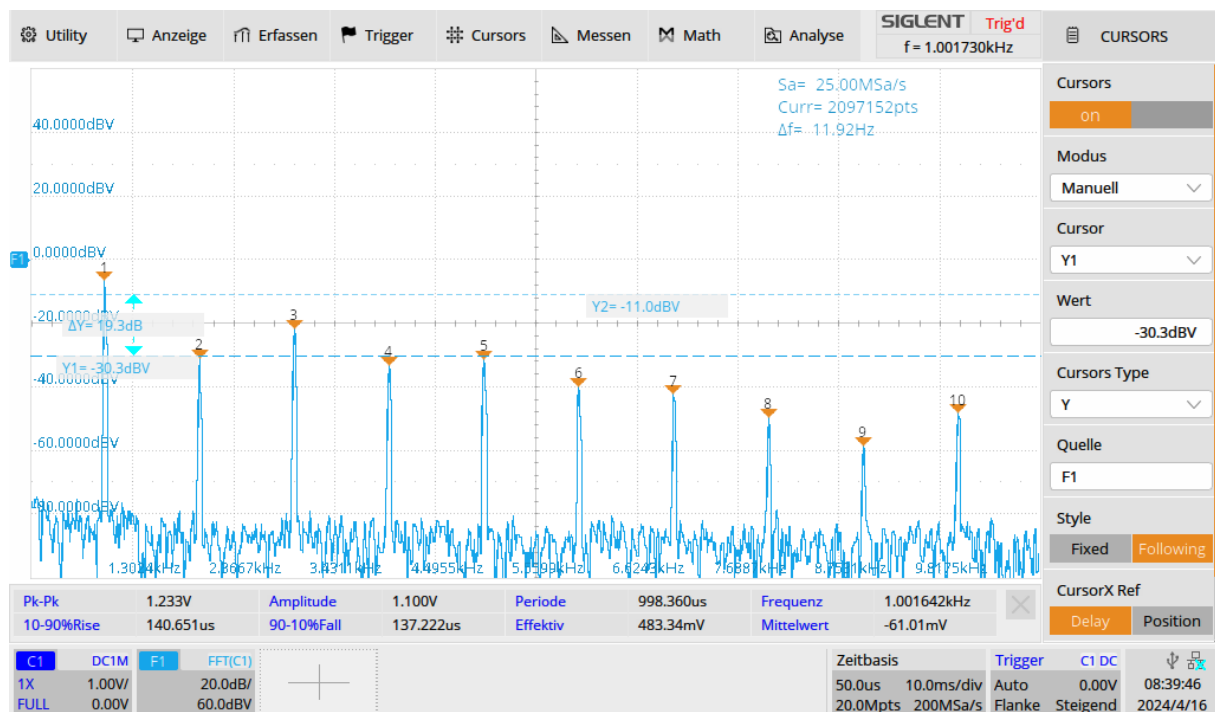 Utility Anzeige Erfassen Trigger Cursors Messen Math Analyse SIGLENT Trig'd CURSORS
f = 1.001730kHz
Sa= 25.00MSa/s
Curr= 2097152pts
Δf= 11.92Hz
40.0000dBV
20.0000dBV
F1 0.0000dBV
1
Y2= -11.0dBV
-20.0000dBV
ΔY= 19.3dB
3
2 4 5
Y1= -30.3dBV
-40.0000dBV
6 7 8 9 10
-60.0000dBV
-80.0000dBV
2.3667kHz 4.4955kHz 5.5599kHz 6.6243kHz 7.6887kHz 9.8175kHz
Cursors
on
Modus
Manuell
Cursor
Y1
Wert
-30.3dBV
Cursors Type
Y
Quelle
F1
Style
Fixed Following
CursorX Ref
Delay Position
Pk-Pk 1.233V Amplitude 1.100V Periode 998.360us Frequenz 1.001642kHz
10-90%Rise 140.651us 90-10%Fall 137.222us Effektiv 483.34mV Mittelwert -61.01mV
C1 DC1M F1 FFT(C1) Zeitbasis Trigger C1 DC
1X 1.00V/ 20.0dB/ 50.0us 10.0ms/div Auto 0.00V 08:39:46
FULL 0.00V 60.0dBV 20.0Mpts 200MSa/s Flanke Steigend 2024/4/16